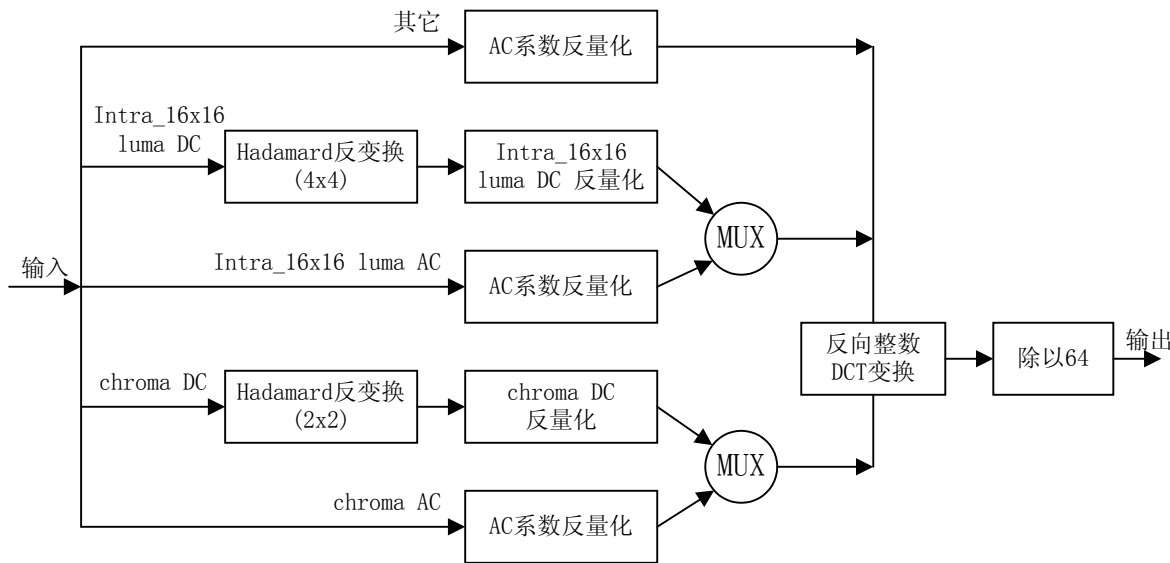 其它
AC系数反量化
Intra_16x16
luma DC
Hadamard反变换
(4x4)
Intra_16x16
luma DC 反量化
MUX
输入
Intra_16x16 luma AC
AC系数反量化
反向整数
DCT变换
除以64
输出
chroma DC
Hadamard反变换
(2x2)
chroma DC
反量化
MUX
chroma AC
AC系数反量化